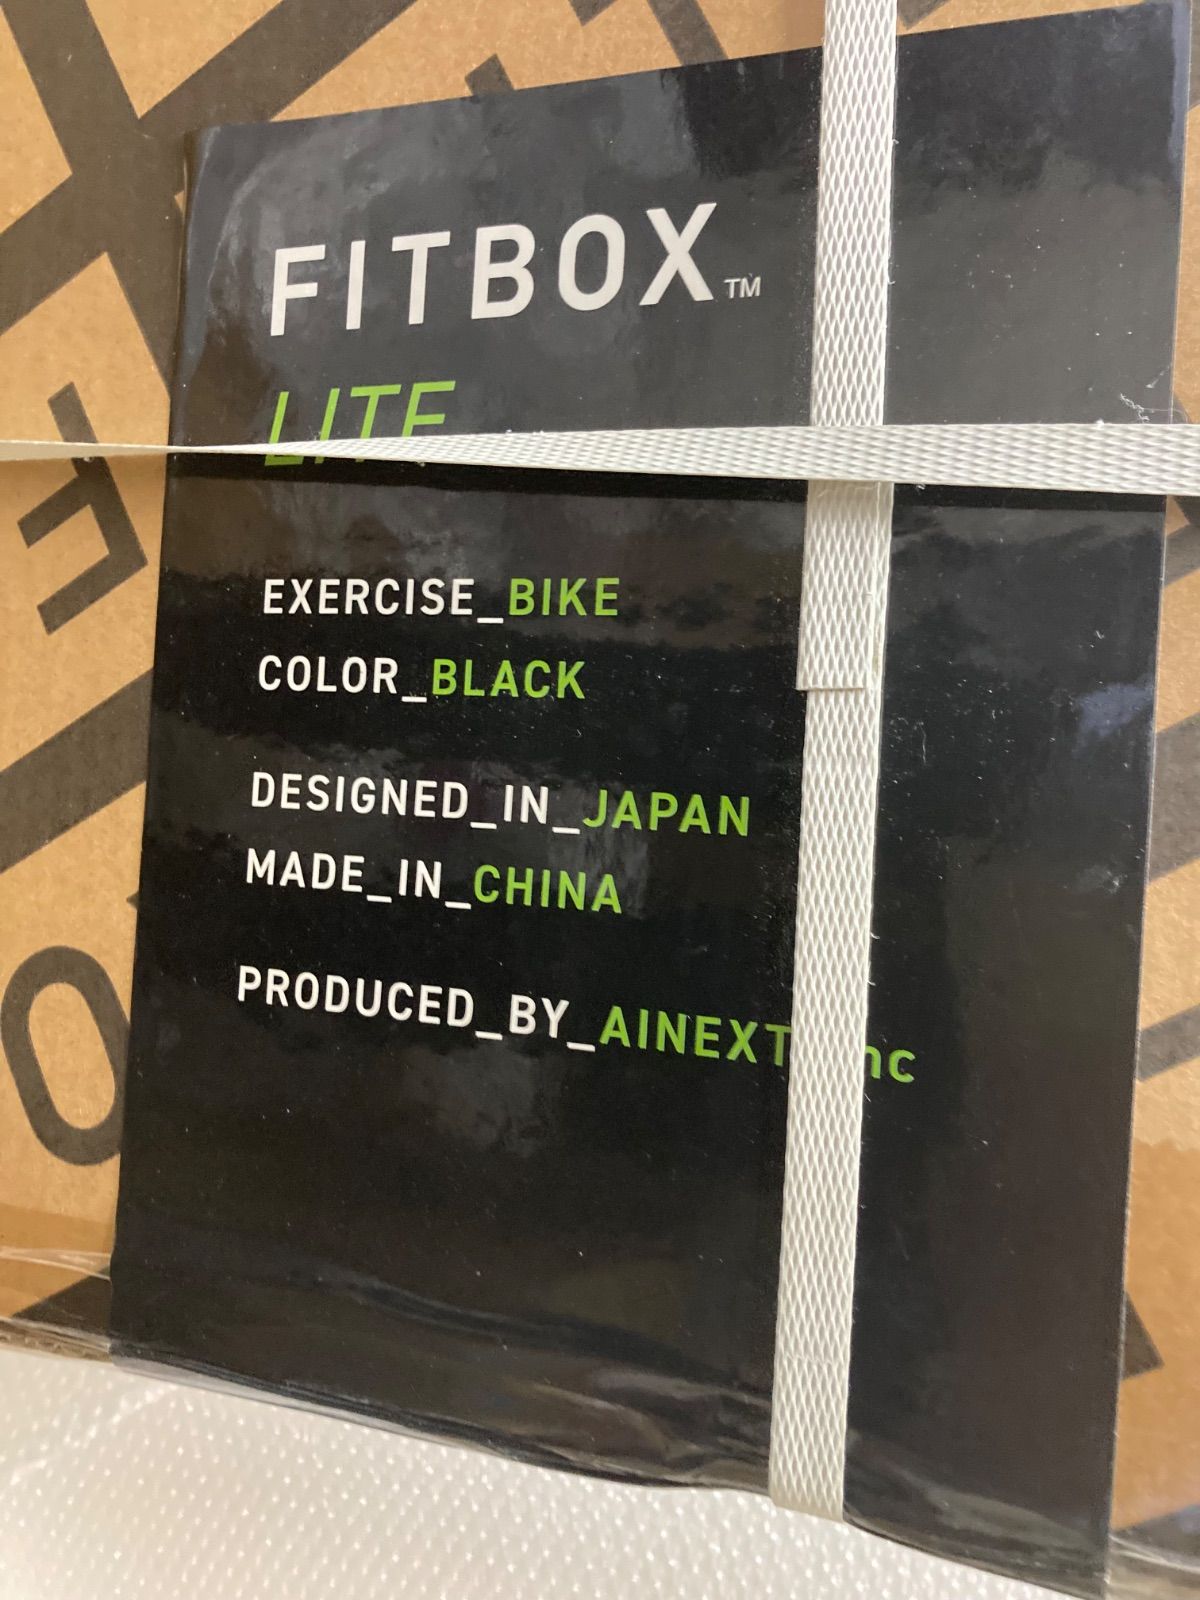 FITBOX™
LITE
EXERCISE_BIKE
COLOR_BLACK
DESIGNED_IN_JAPAN
MADE_IN_CHINA
PRODUCED_BY_AINEXT